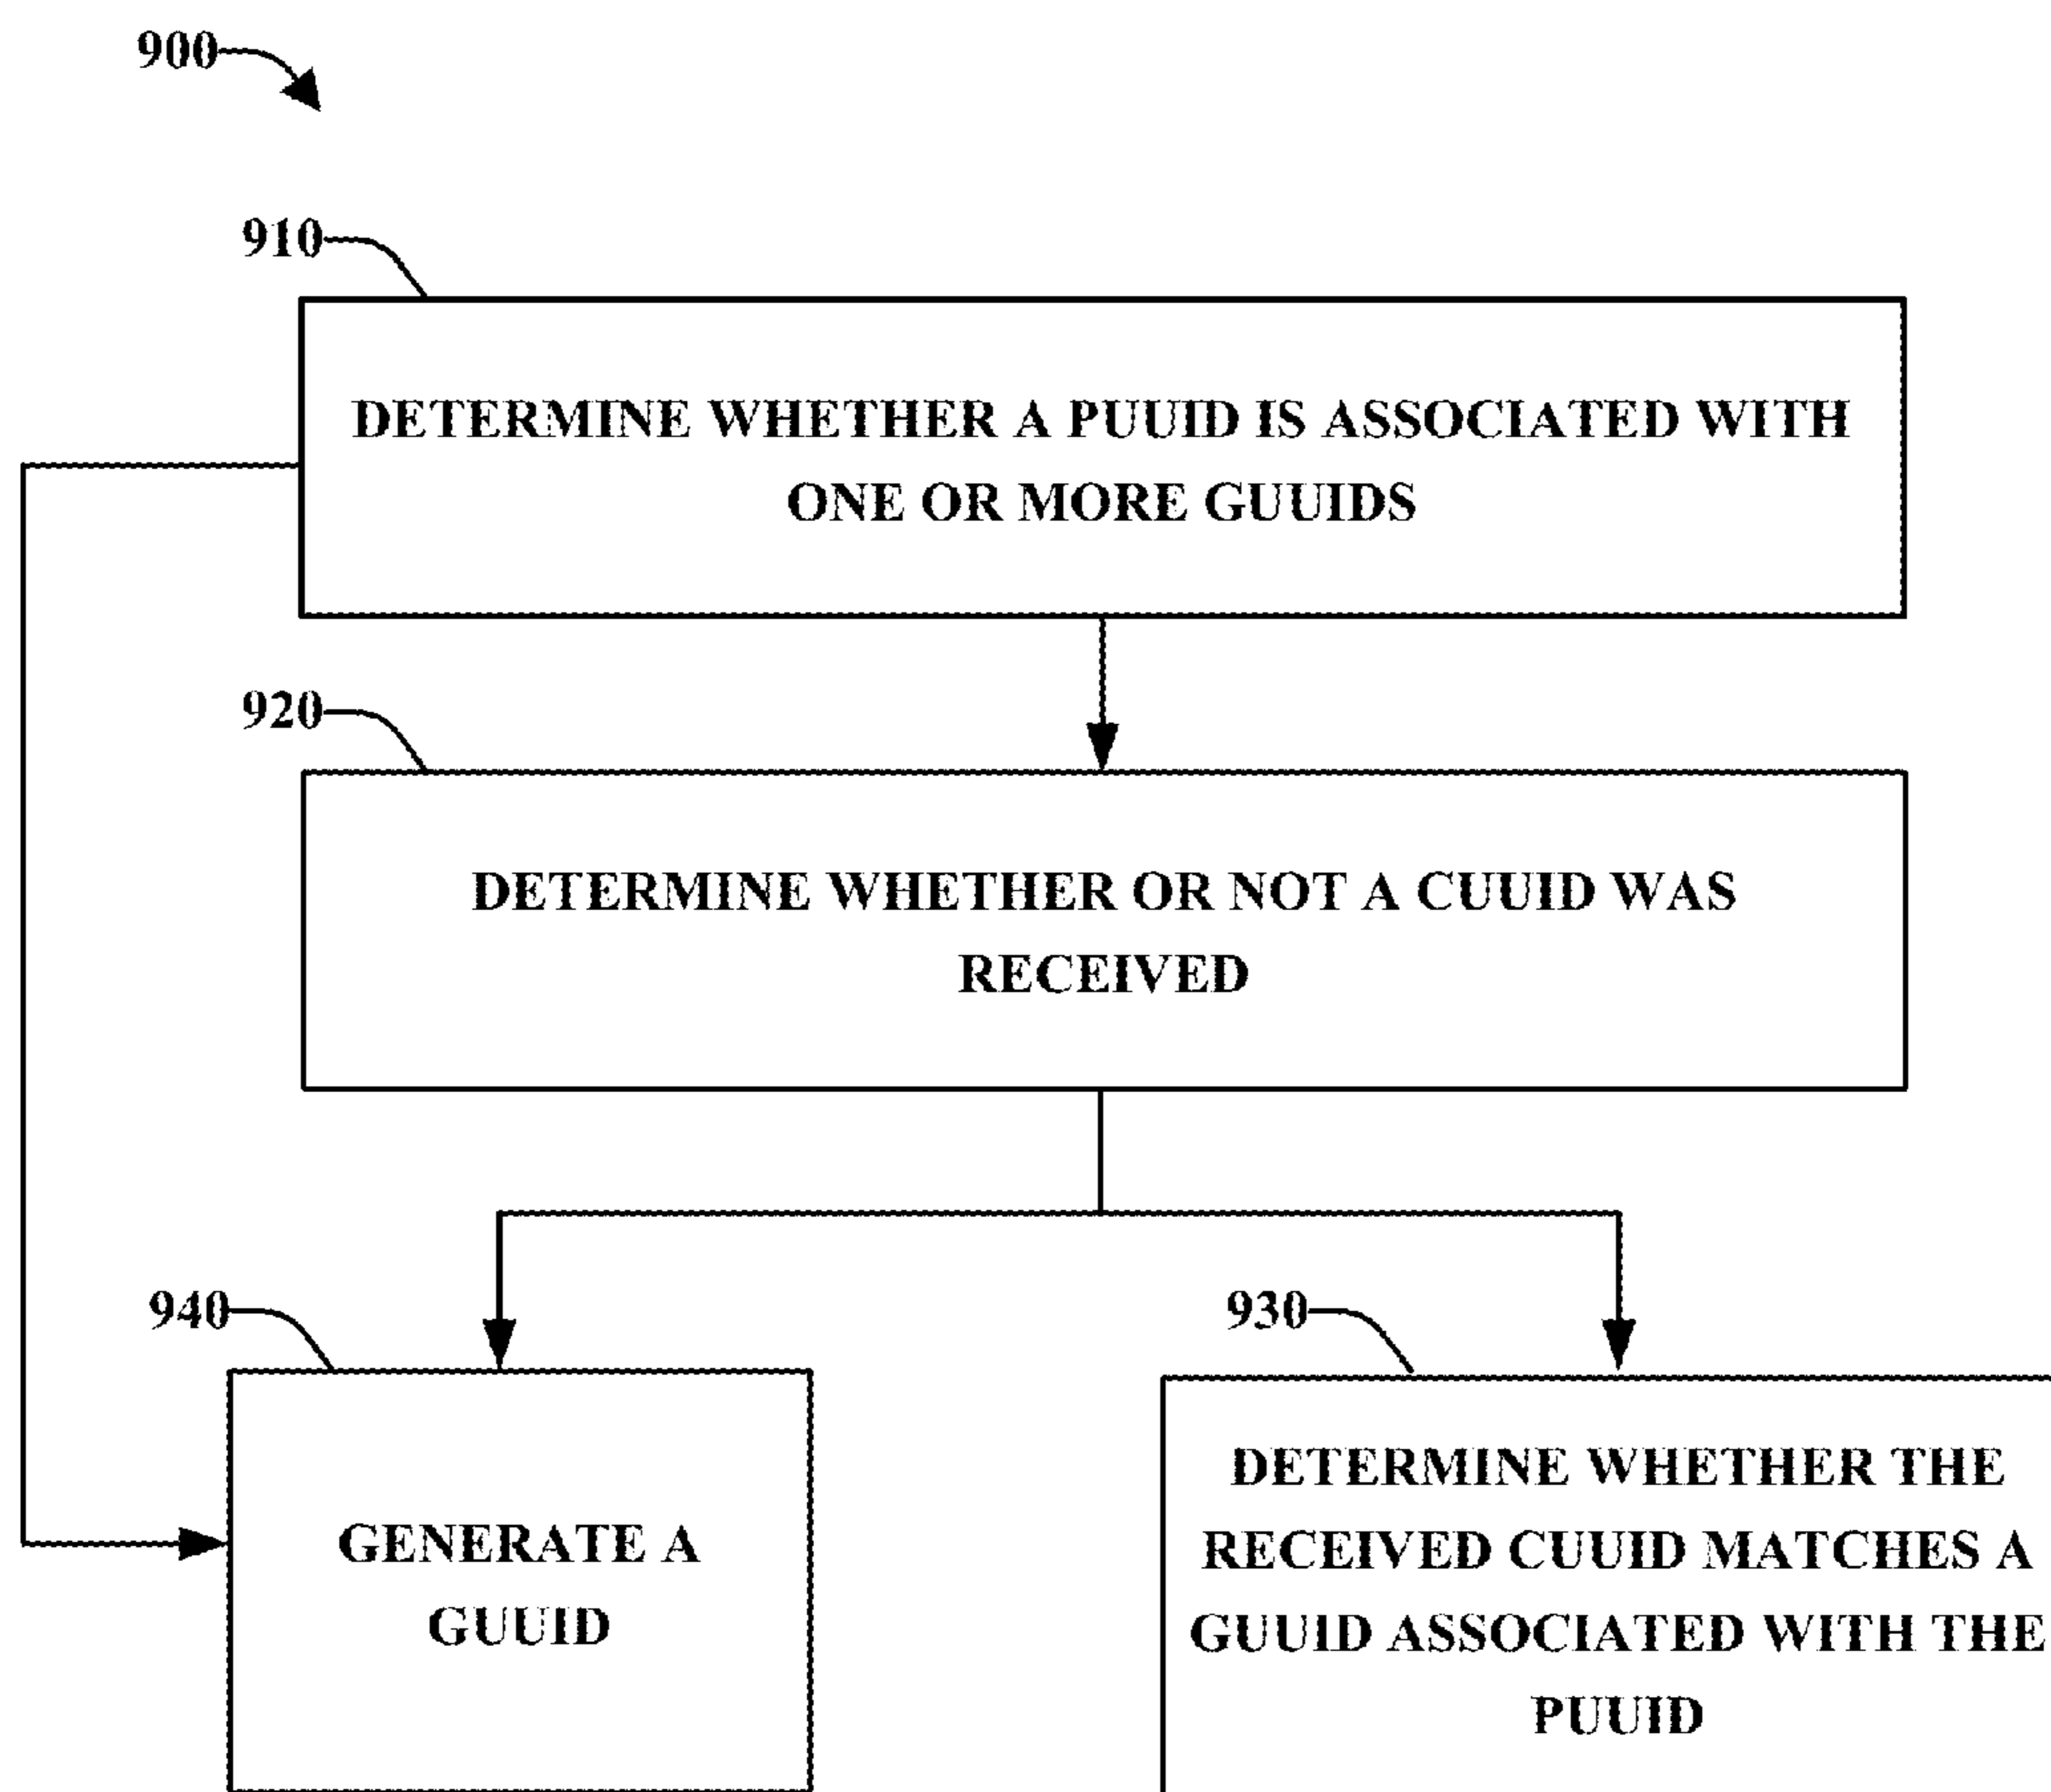 900
910
DETERMINE WHETHER A PUUID IS ASSOCIATED WITH
ONE OR MORE GUUIDS
920
DETERMINE WHETHER OR NOT A CUUID WAS
RECEIVED
940
GENERATE A
GUUID
930
DETERMINE WHETHER THE
RECEIVED CUUID MATCHES A
GUUID ASSOCIATED WITH THE
PUUID